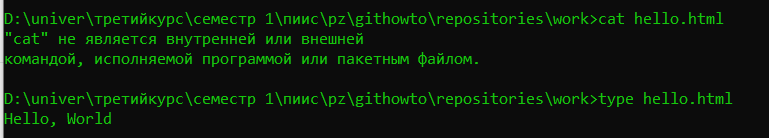 D:\univer\третийкурс\семестр 1\пиис\pz\githowto\repositories\work>cat hello.html
"cat" не является внутренней или внешней
командой, исполняемой программой или пакетным файлом.
D:\univer\третийкурс\семестр 1\пиис\pz\githowto\repositories\work>type hello.html
Hello, World